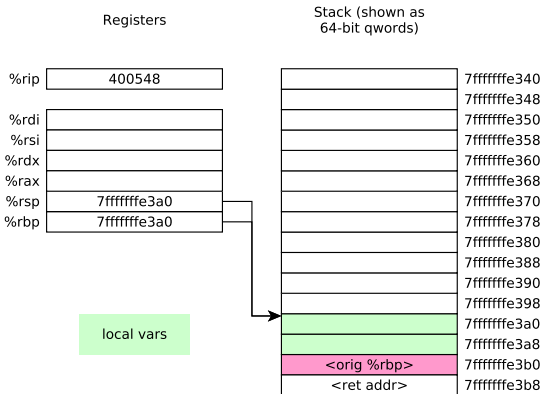 Registers
Stack (shown as
64-bit qwords)
%rip 400548 7fffffffe340
7fffffffe348
%rdi 7fffffffe350
%rsi 7fffffffe358
%rdx 7fffffffe360
%rax 7fffffffe368
%rsp 7fffffffe3a0 7fffffffe370
%rbp 7fffffffe3a0 7fffffffe378
7fffffffe380
7fffffffe388
7fffffffe390
7fffffffe398
local vars 7fffffffe3a0
7fffffffe3a8
<orig %rbp> 7fffffffe3b0
<ret addr> 7fffffffe3b8